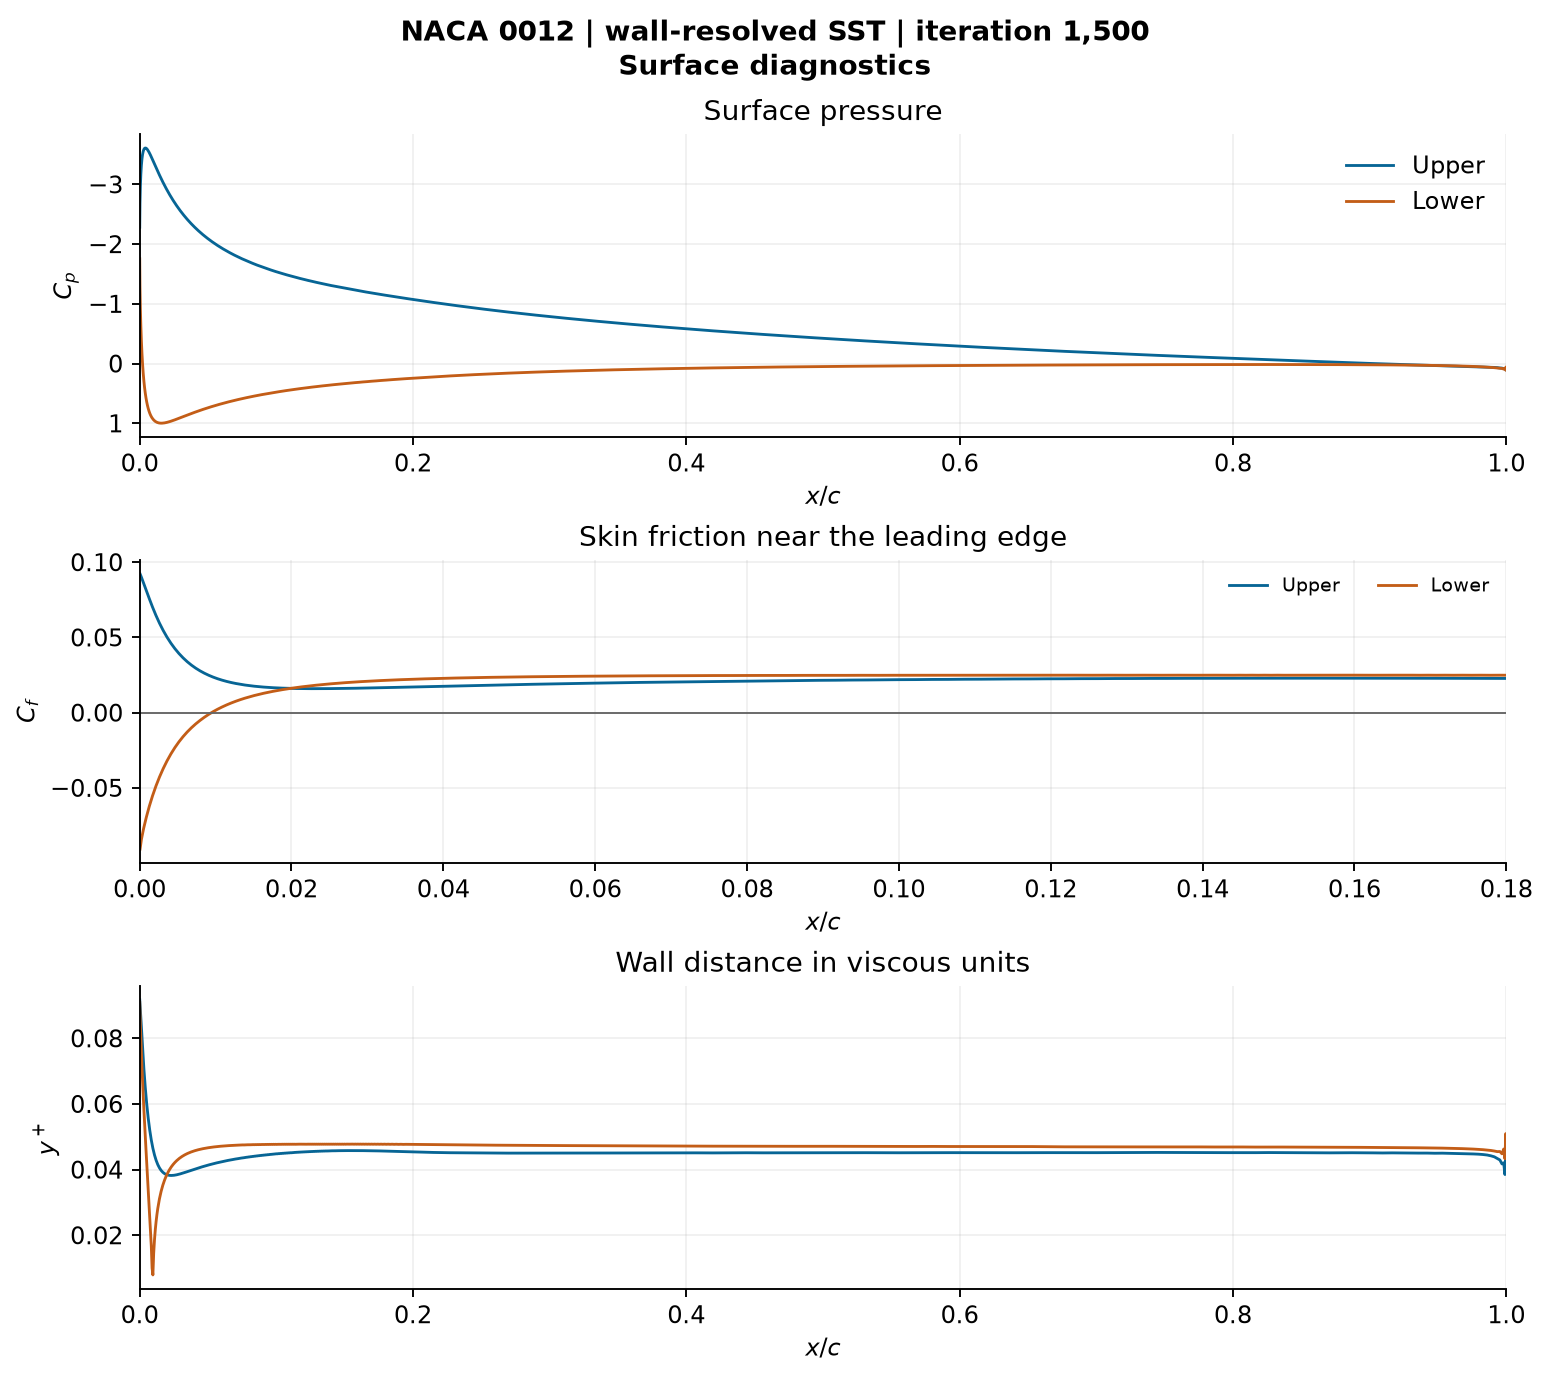 NACA 0012 | wall-resolved SST | iteration 1,500
Surface diagnostics
Surface pressure
Upper
Lower
−3
−2
−1
0
1
Cp
0.0 0.2 0.4 0.6 0.8 1.0
x/c
Skin friction near the leading edge
Upper Lower
0.10
0.05
0.00
−0.05
Cf
0.00 0.02 0.04 0.06 0.08 0.10 0.12 0.14 0.16 0.18
x/c
Wall distance in viscous units
0.08
0.06
0.04
0.02
y+
0.0 0.2 0.4 0.6 0.8 1.0
x/c